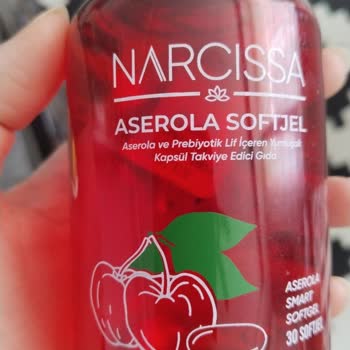 NARCISSA
ASEROLA SOFTJEL
Aserola ve Prebiyotik Lif İçeren Yumuşak
Kapsül Takviye Edici Gıda
ASEROLA
SMART
SOFTGEL
30 SOFTJEL